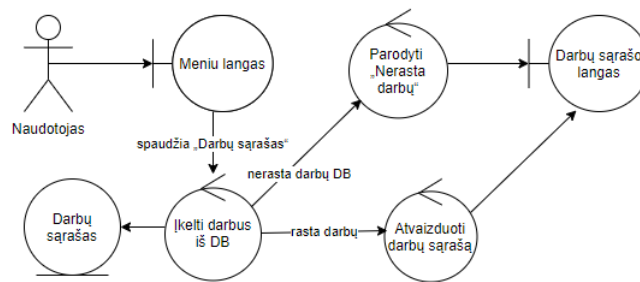 Naudotojas
Meniu langas
Parodyti
„Nerasta
darbų“
Darbų sąrašo
langas
spaudžia „Darbų sąrašas“
nerasta darbų DB
Darbų
sąrašas
Įkelti darbus
iš DB
rasta darbų
Atvaizduoti
darbų sąrašą